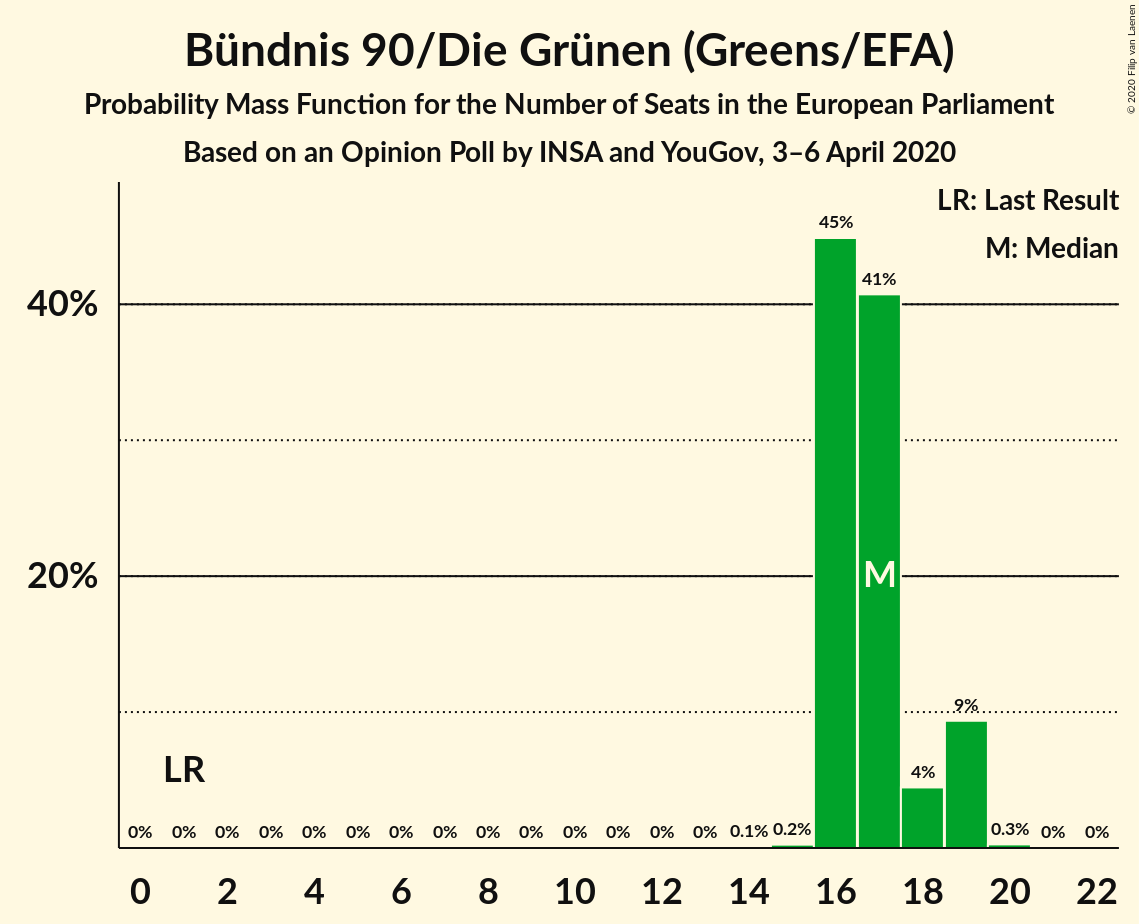 Bündnis 90/Die Grünen (Greens/EFA)
Probability Mass Function for the Number of Seats in the European Parliament
Based on an Opinion Poll by INSA and YouGov, 3–6 April 2020
© 2020 Filip van Laenen
LR: Last Result
M: Median
45%
41%
40%
20%
M
9%
4%
LR
0% 0% 0% 0% 0% 0% 0% 0% 0% 0% 0% 0% 0% 0% 0.1% 0.2% 0.3% 0% 0%
0 2 4 6 8 10 12 14 16 18 20 22